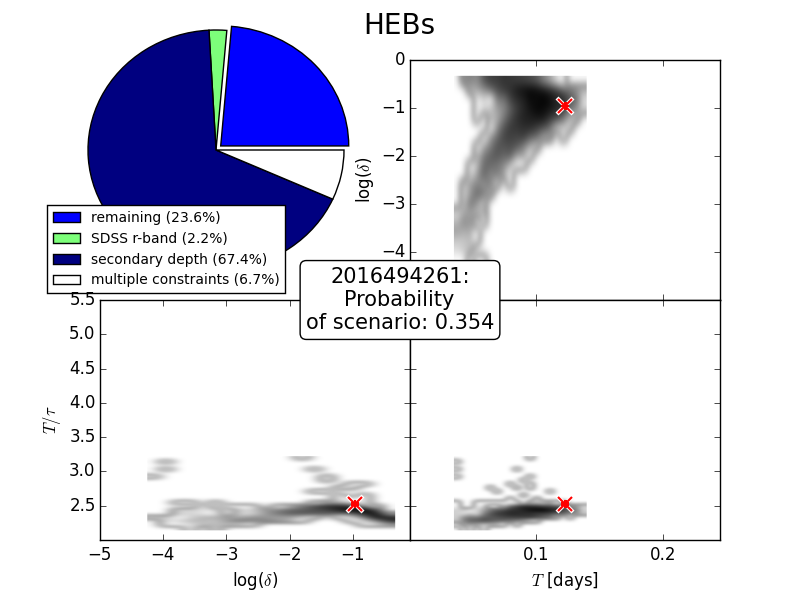 HEBs
remaining (23.6%)
SDSS r-band (2.2%)
secondary depth (67.4%)
multiple constraints (6.7%)
0
−1
−2
−3
−4
log(δ)
2016494261:
Probability
of scenario: 0.354
5.5
5.0
4.5
4.0
3.5
3.0
2.5
T/τ
−5 −4 −3 −2 −1
log(δ)
0.1 0.2
T [days]